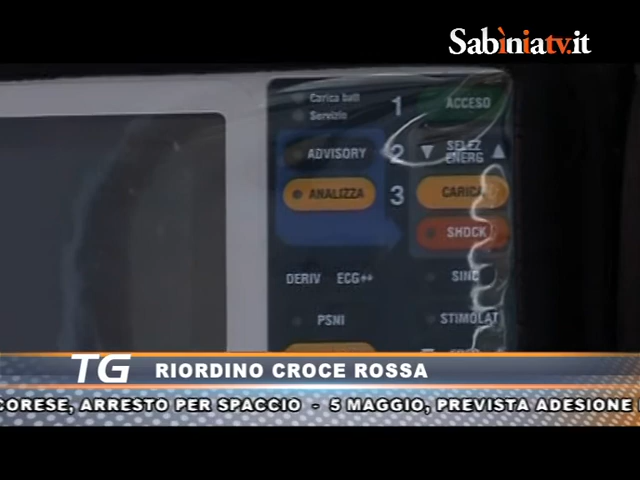 Sabìniatv.it
Carica batt
Servizio
1
ACCESO
ADVISORY
2
SELEZ
ENERG
ANALIZZA
3
CARICA
SHOCK
DERIV ECG++
SINC
PSNI
STIMOLAT
TG RIORDINO CROCE ROSSA
CORESE, ARRESTO PER SPACCIO - 5 MAGGIO, PREVISTA ADESIONE